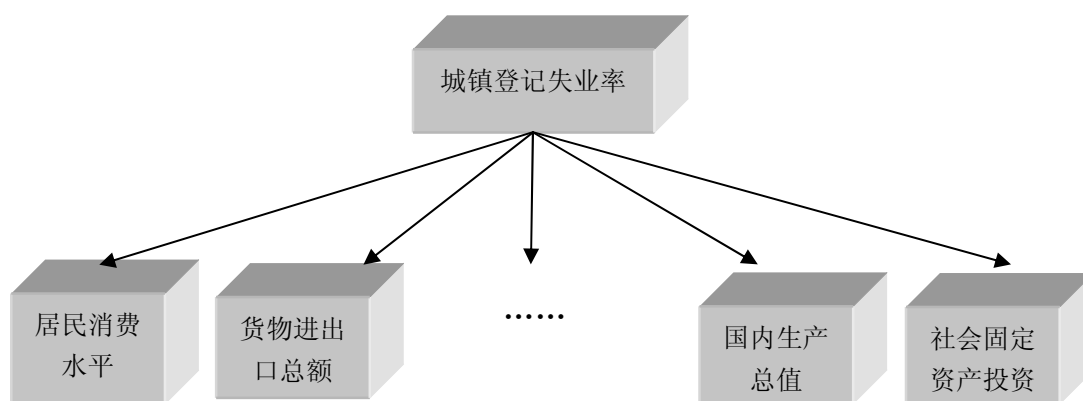 城镇登记失业率
居民消费
水平
货物进出
口总额
……
国内生产
总值
社会固定
资产投资